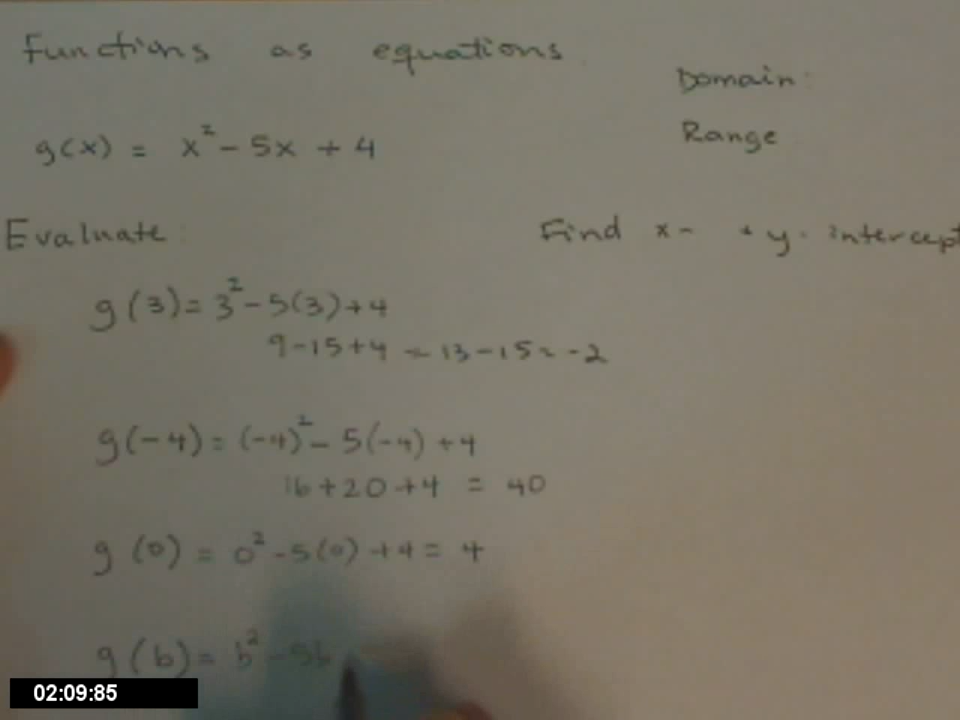 Functions as equations
Domain:
g(x) = x² - 5x + 4
Range
Evaluate:
Find x- + y- intercept
g(3) = 3² - 5(3) + 4
9 - 15 + 4 = 13 - 15 = -2
g(-4) = (-4)² - 5(-4) + 4
16 + 20 + 4 = 40
g(0) = 0² - 5(0) + 4 = 4
g(b) = b² - 5b
02:09:85